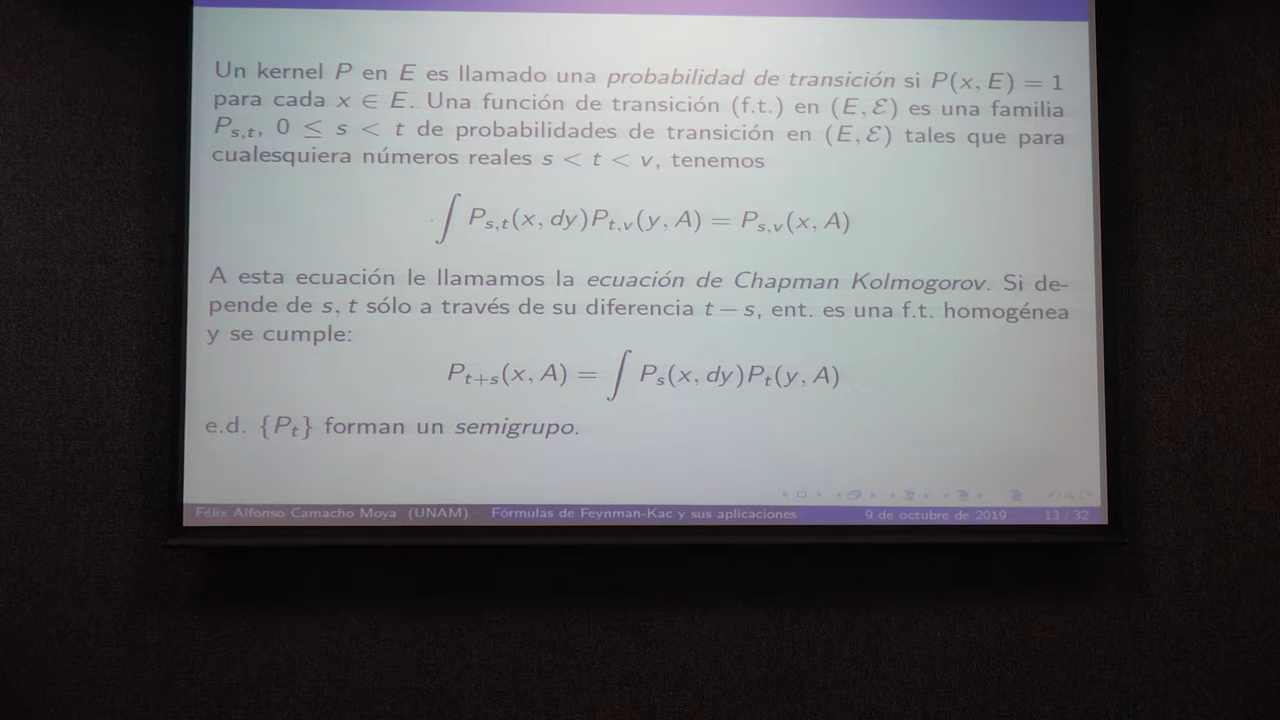 Un kernel P en E es llamado una probabilidad de transición si P(x, E) = 1
para cada x ∈ E. Una función de transición (f.t.) en (E, ℰ) es una familia
P_{s,t}, 0 ≤ s < t de probabilidades de transición en (E, ℰ) tales que para
cualesquiera números reales s < t < v, tenemos
∫ P_{s,t}(x, dy)P_{t,v}(y, A) = P_{s,v}(x, A)
A esta ecuación le llamamos la ecuación de Chapman Kolmogorov. Si de-
pende de s, t sólo a través de su diferencia t − s, ent. es una f.t. homogénea
y se cumple:
P_{t+s}(x, A) = ∫ P_s(x, dy)P_t(y, A)
e.d. {P_t} forman un semigrupo.
Félix Alfonso Camacho Moya (UNAM) Fórmulas de Feynman-Kac y sus aplicaciones 9 de octubre de 2019 13 / 32